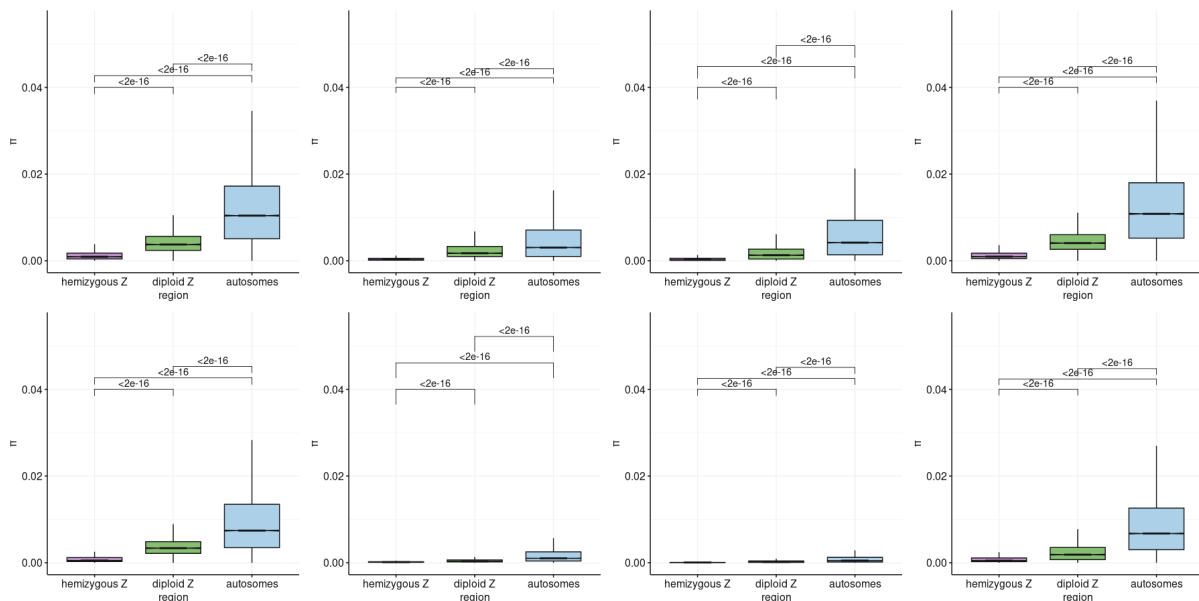 <2e-16
<2e-16
<2e-16
0.04
π
0.02
0.00
hemizygous Z diploid Z autosomes
region
<2e-16
<2e-16
<2e-16
0.04
π
0.02
0.00
hemizygous Z diploid Z autosomes
region
<2e-16
<2e-16
<2e-16
0.04
π
0.02
0.00
hemizygous Z diploid Z autosomes
region
<2e-16
<2e-16
<2e-16
0.04
π
0.02
0.00
hemizygous Z diploid Z autosomes
region
<2e-16
<2e-16
<2e-16
0.04
π
0.02
0.00
hemizygous Z diploid Z autosomes
region
<2e-16
<2e-16
<2e-16
0.04
π
0.02
0.00
hemizygous Z diploid Z autosomes
region
<2e-16
<2e-16
<2e-16
0.04
π
0.02
0.00
hemizygous Z diploid Z autosomes
region
<2e-16
<2e-16
<2e-16
0.04
π
0.02
0.00
hemizygous Z diploid Z autosomes
region